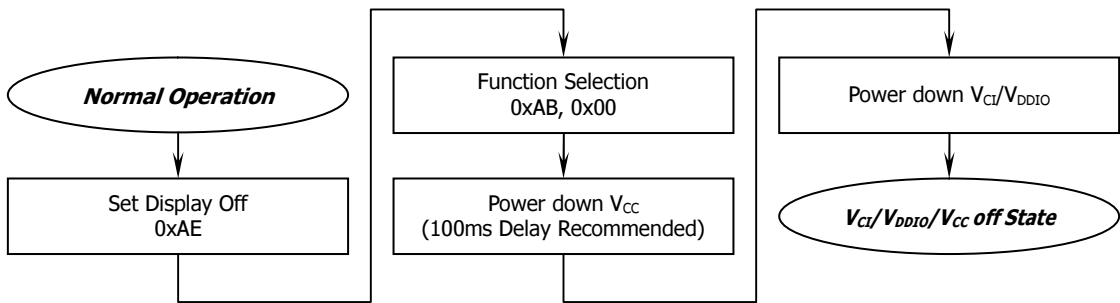 Normal Operation
Set Display Off
0xAE
Function Selection
0xAB, 0x00
Power down VCC
(100ms Delay Recommended)
Power down VCI/VDDIO
VCI/VDDIO/VCC off State